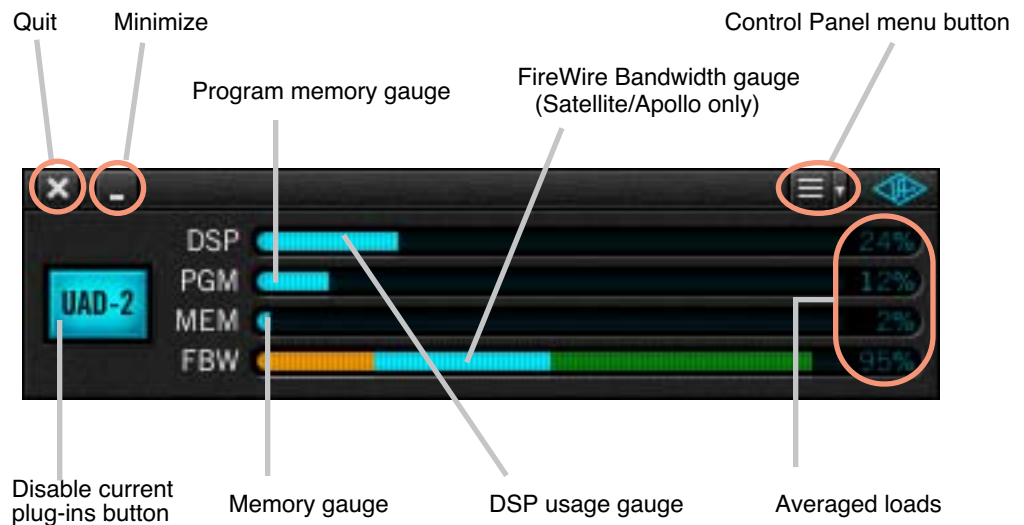 Quit
Minimize
Control Panel menu button
FireWire Bandwidth gauge
(Satellite/Apollo only)
Program memory gauge
DSP
24%
PGM
12%
UAD-2
MEM
2%
FBW
95%
Disable current
plug-ins button
Memory gauge
DSP usage gauge
Averaged loads